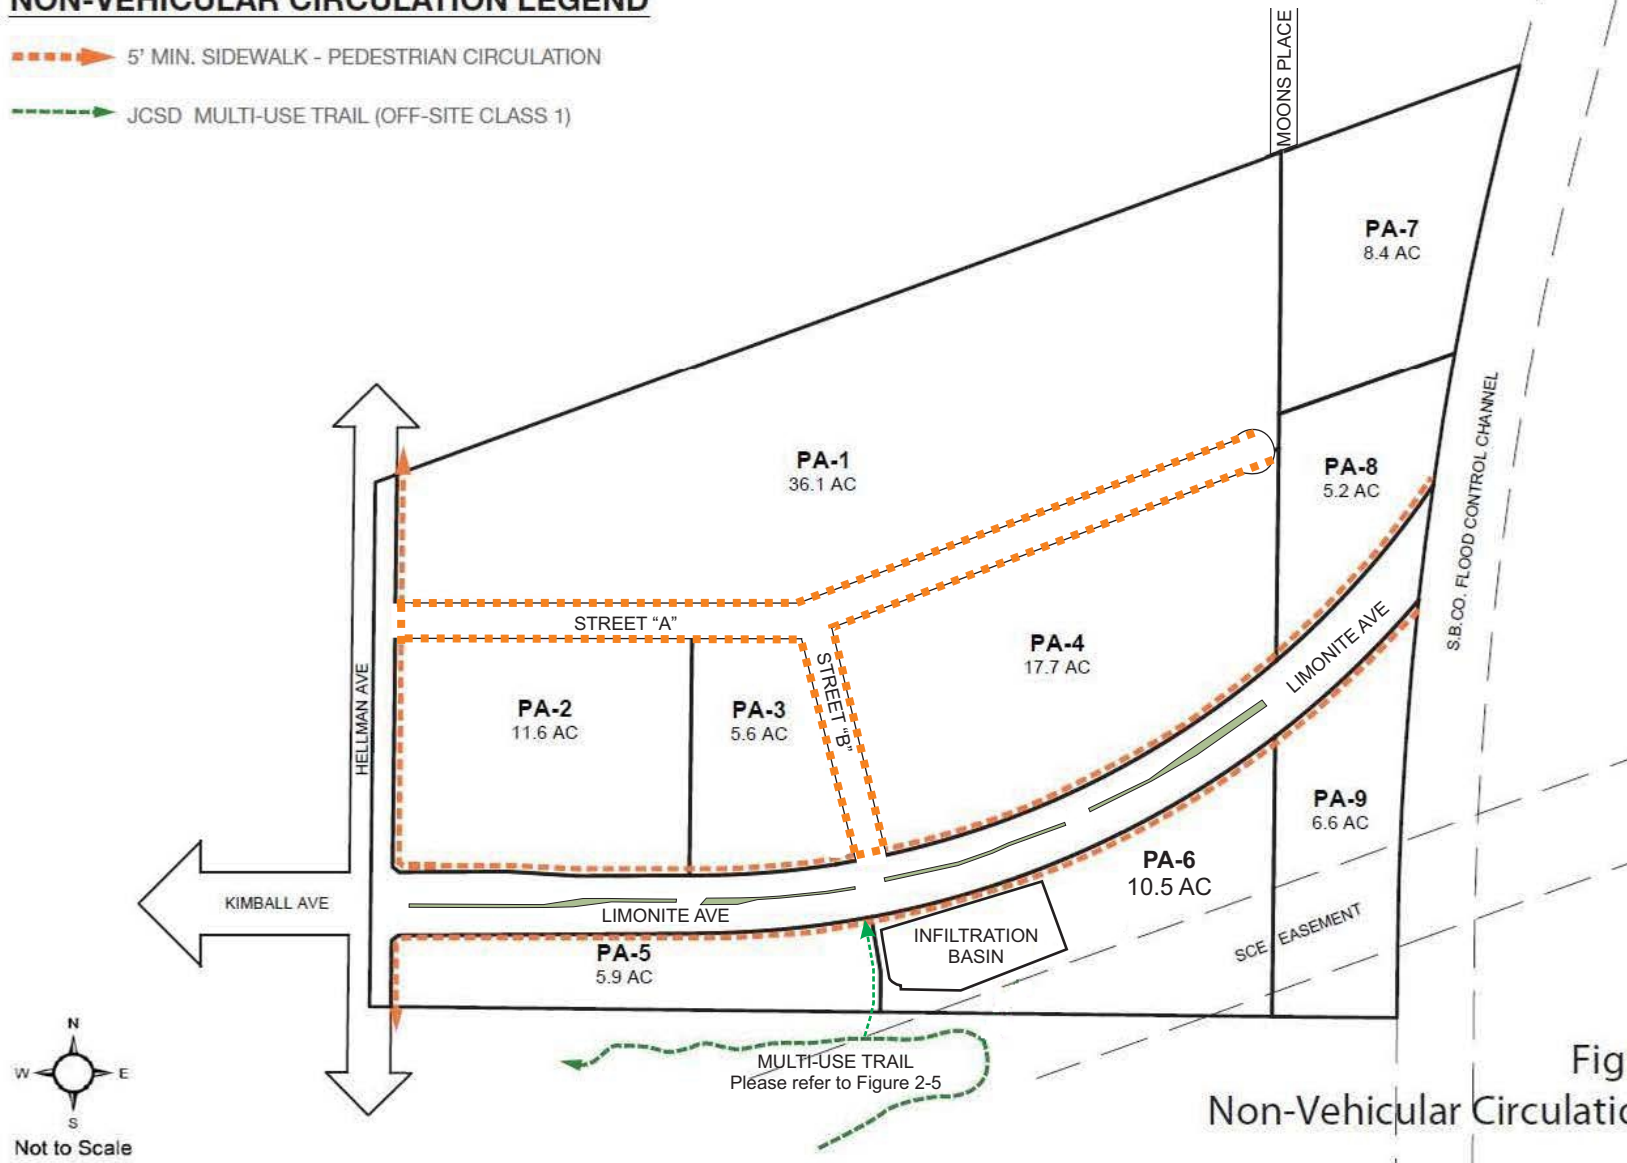 NON-VEHICULAR CIRCULATION LEGEND
5' MIN. SIDEWALK - PEDESTRIAN CIRCULATION
JCSD MULTI-USE TRAIL (OFF-SITE CLASS 1)
MOONS PLACE
PA-7
8.4 AC
PA-1
36.1 AC
PA-8
5.2 AC
S.B.CO. FLOOD CONTROL CHANNEL
STREET “A”
PA-4
17.7 AC
LIMONITE AVE
HELLMAN AVE
PA-2
11.6 AC
PA-3
5.6 AC
STREET “B”
PA-9
6.6 AC
PA-6
10.5 AC
KIMBALL AVE
LIMONITE AVE
INFILTRATION
BASIN
SCE EASEMENT
PA-5
5.9 AC
N
W
E
S
Not to Scale
MULTI-USE TRAIL
Please refer to Figure 2-5
Fig
Non-Vehicular Circulatio